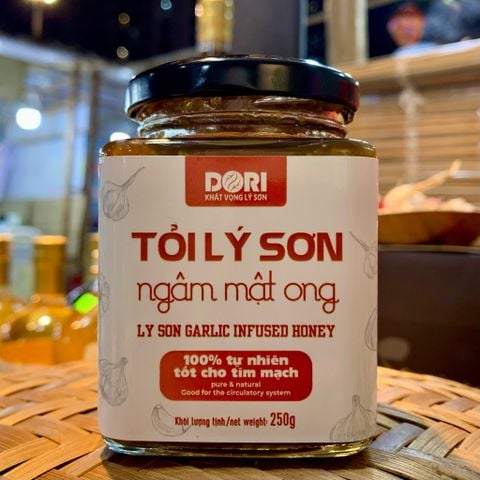 DORI
KHÁT VỌNG LÝ SƠN
TỎI LÝ SƠN
ngâm mật ong
LY SON GARLIC INFUSED HONEY
100% tự nhiên
tốt cho tim mạch
pure & natural
Good for the circulatory system
Khối lượng tịnh/net weight: 250g